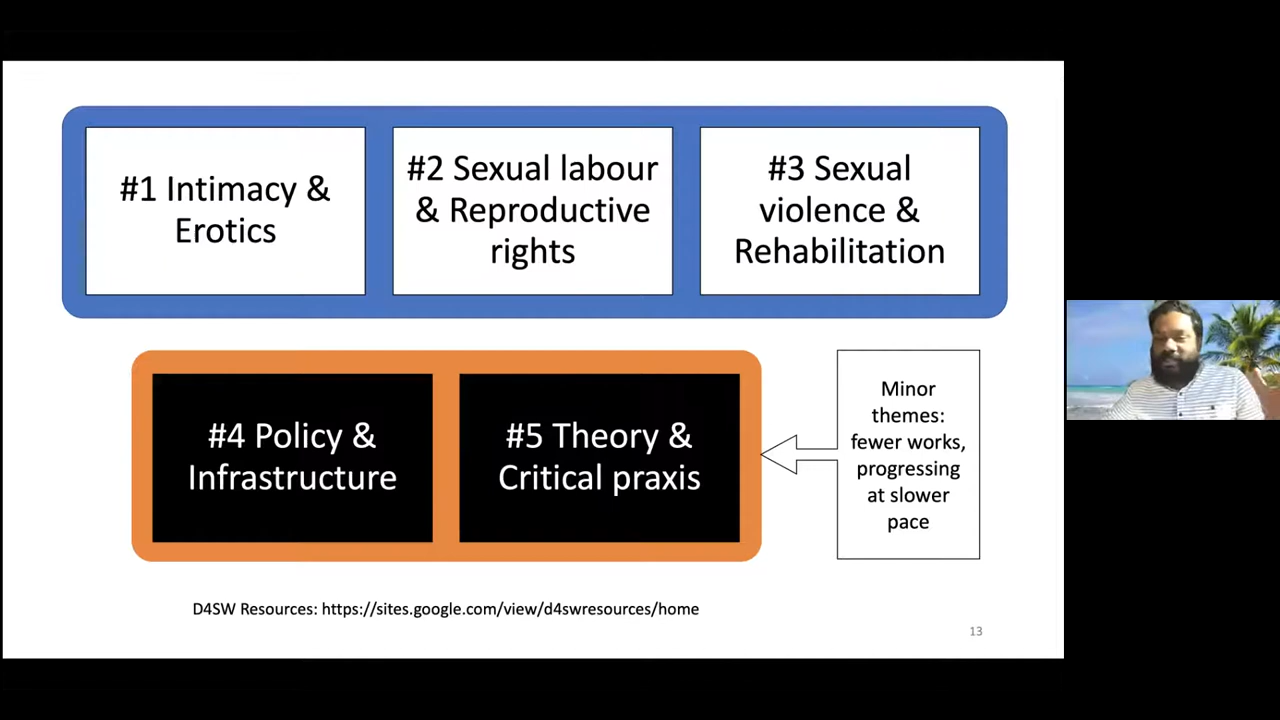 #1 Intimacy &
Erotics
#2 Sexual labour
& Reproductive
rights
#3 Sexual
violence &
Rehabilitation
#4 Policy &
Infrastructure
#5 Theory &
Critical praxis
Minor
themes:
fewer works,
progressing
at slower
pace
D4SW Resources: https://sites.google.com/view/d4swresources/home
13